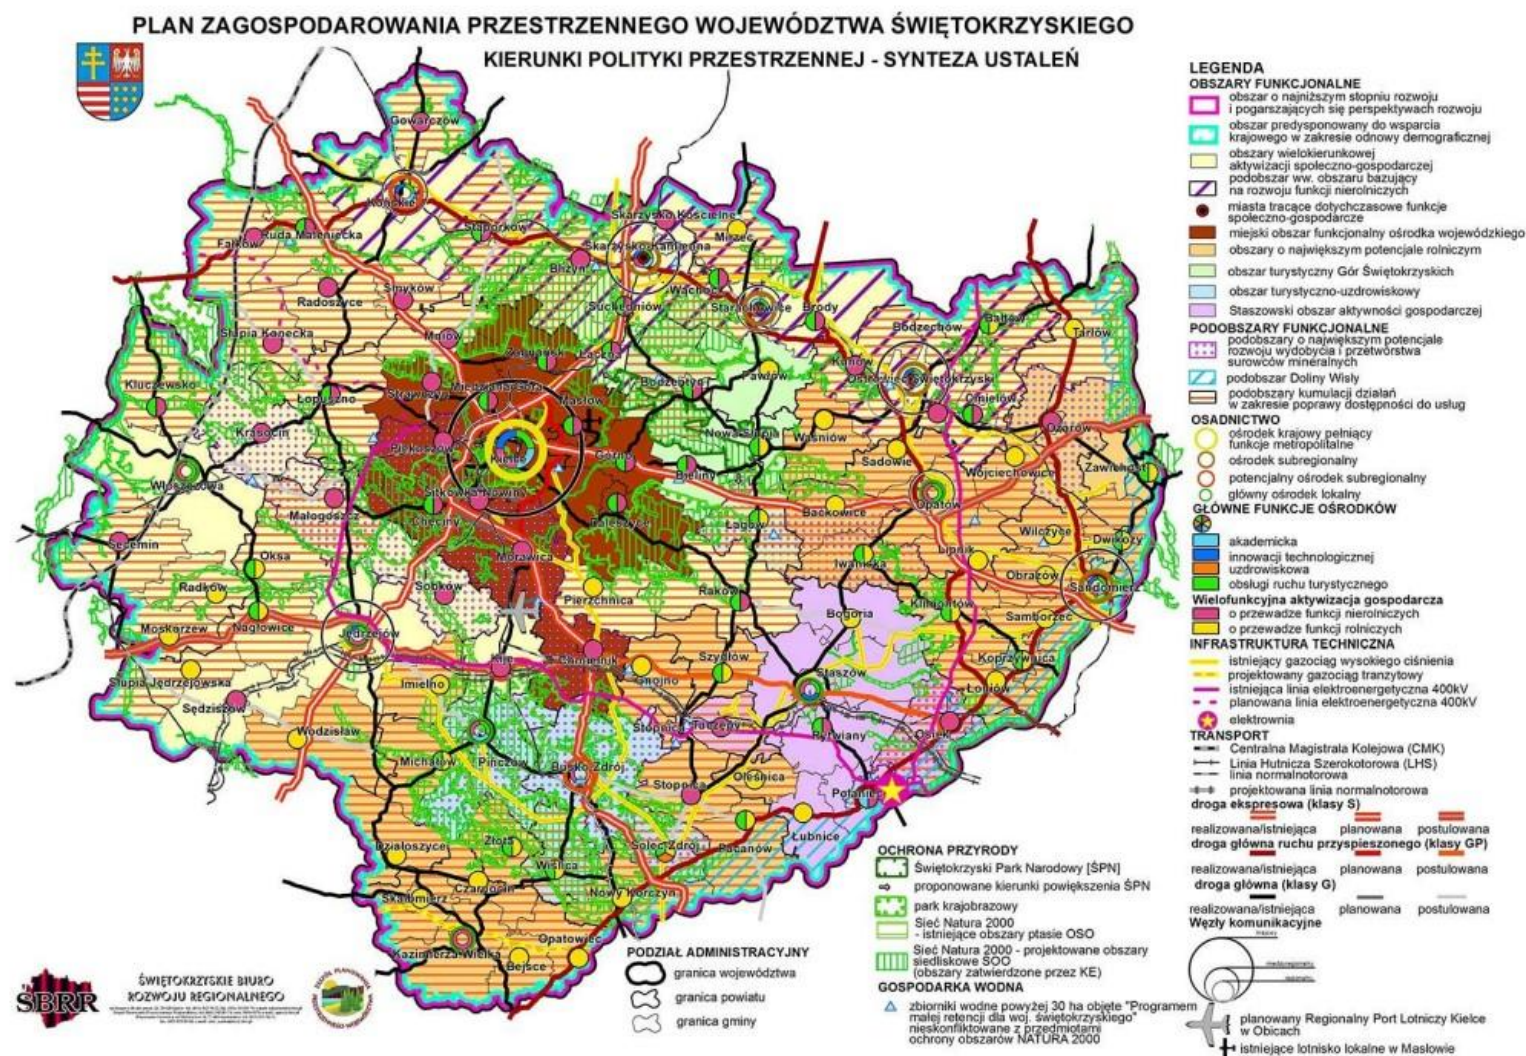 PLAN ZAGOSPODAROWANIA PRZESTRZENNEGO WOJEWÓDZTWA ŚWIĘTOKRZYSKIEGO
KIERUNKI POLITYKI PRZESTRZENNEJ - SYNTEZA USTALEŃ
LEGENDA
OBSZARY FUNKCJONALNE
obszar o najniższym stopniu rozwoju
i pogarszających się perspektywach rozwoju
obszar predysponowany do wsparcia
krajowego w zakresie odnowy demograficznej
obszary wielokierunkowej
aktywizacji społeczno-gospodarczej
podobszar ww. obszaru bazujący
na rozwoju funkcji nierolniczych
miasta tracące dotychczasowe funkcje
społeczno-gospodarcze
miejski obszar funkcjonalny ośrodka wojewódzkiego
obszary o największym potencjale rolniczym
obszar turystyczny Gór Świętokrzyskich
obszar turystyczno-uzdrowiskowy
Staszowski obszar aktywności gospodarczej
PODOBSZARY FUNKCJONALNE
podobszary o największym potencjale
rozwoju wydobycia i przetwórstwa
surowców mineralnych
podobszar Doliny Wisły
podobszary kumulacji działań
w zakresie poprawy dostępności do usług
OSADNICTWO
ośrodek krajowy pełniący
funkcje metropolitalne
ośrodek subregionalny
potencjalny ośrodek subregionalny
główny ośrodek lokalny
GŁÓWNE FUNKCJE OŚRODKÓW
akademicka
innowacji technologicznej
uzdrowiskowa
obsługi ruchu turystycznego
Wielofunkcyjna aktywizacja gospodarcza
o przewadze funkcji nierolniczych
o przewadze funkcji rolniczych
INFRASTRUKTURA TECHNICZNA
istniejący gazociąg wysokiego ciśnienia
projektowany gazociąg tranzytowy
istniejąca linia elektroenergetyczna 400kV
planowana linia elektroenergetyczna 400kV
elektrownia
TRANSPORT
Centralna Magistrala Kolejowa (CMK)
Linia Hutnicza Szerokotorowa (LHS)
linia normalnotorowa
projektowana linia normalnotorowa
droga ekspresowa (klasy S)
realizowana/istniejąca planowana postulowana
droga główna ruchu przyspieszonego (klasy GP)
realizowana/istniejąca planowana postulowana
droga główna (klasy G)
realizowana/istniejąca planowana postulowana
Węzły komunikacyjne
planowany Regionalny Port Lotniczy Kielce
w Obicach
istniejące lotnisko lokalne w Masłowie
OCHRONA PRZYRODY
Świętokrzyski Park Narodowy [ŚPN]
proponowane kierunki powiększenia ŚPN
park krajobrazowy
Sieć Natura 2000
- istniejące obszary ptasie OSO
Sieć Natura 2000 - projektowane obszary
siedliskowe SOO
(obszary zatwierdzone przez KE)
GOSPODARKA WODNA
zbiorniki wodne powyżej 30 ha objęte "Programem
małej retencji dla woj. świętokrzyskiego"
nieskonfliktowane z przedmiotami
ochrony obszarów NATURA 2000
PODZIAŁ ADMINISTRACYJNY
granica województwa
granica powiatu
granica gminy
SBRR
ŚWIĘTOKRZYSKIE BIURO
ROZWOJU REGIONALNEGO
Gowarczów
Końskie
Fałków
Ruda Maleniecka
Stąporków
Skarżysko Kościelne
Skarżysko-Kamienna
Mirzec
Bliżyn
Radoszyce
Smyków
Suchedniów
Wąchock
Starachowice
Brody
Bodzechów
Bałtów
Tarłów
Słupia Konecka
Mniów
Zagnańsk
Łączna
Kunów
Ostrowiec Świętokrzyski
Kluczewsko
Łopuszno
Strawczyn
Miedziana Góra
Masłów
Bodzentyn
Pawłów
Ćmielów
Ożarów
Krasocin
Piekoszów
Kielce
Górno
Nowa Słupia
Waśniów
Sadowie
Wojciechowice
Zawichost
Włoszczowa
Sitkówka-Nowiny
Bieliny
Małogoszcz
Chęciny
Daleszyce
Łagów
Baćkowice
Opatów
Wilczyce
Dwikozy
Secemin
Oksa
Morawica
Iwaniska
Lipnik
Radków
Sobków
Pierzchnica
Raków
Bogoria
Klimontów
Obrazów
Sandomierz
Moskorzew
Nagłowice
Jędrzejów
Samborzec
Kije
Chmielnik
Szydłów
Staszów
Koprzywnica
Słupia Jędrzejowska
Imielno
Gnojno
Łoniów
Sędziszów
Wodzisław
Stopnica
Tuczępy
Rytwiany
Osiek
Michałów
Pińczów
Busko Zdrój
Stopnica
Oleśnica
Połaniec
Działoszyce
Złota
Solec Zdrój
Pacanów
Łubnice
Wiślica
Czarnocin
Skalbmierz
Nowy Korczyn
Kazimierza Wielka
Opatowiec
Bejsce